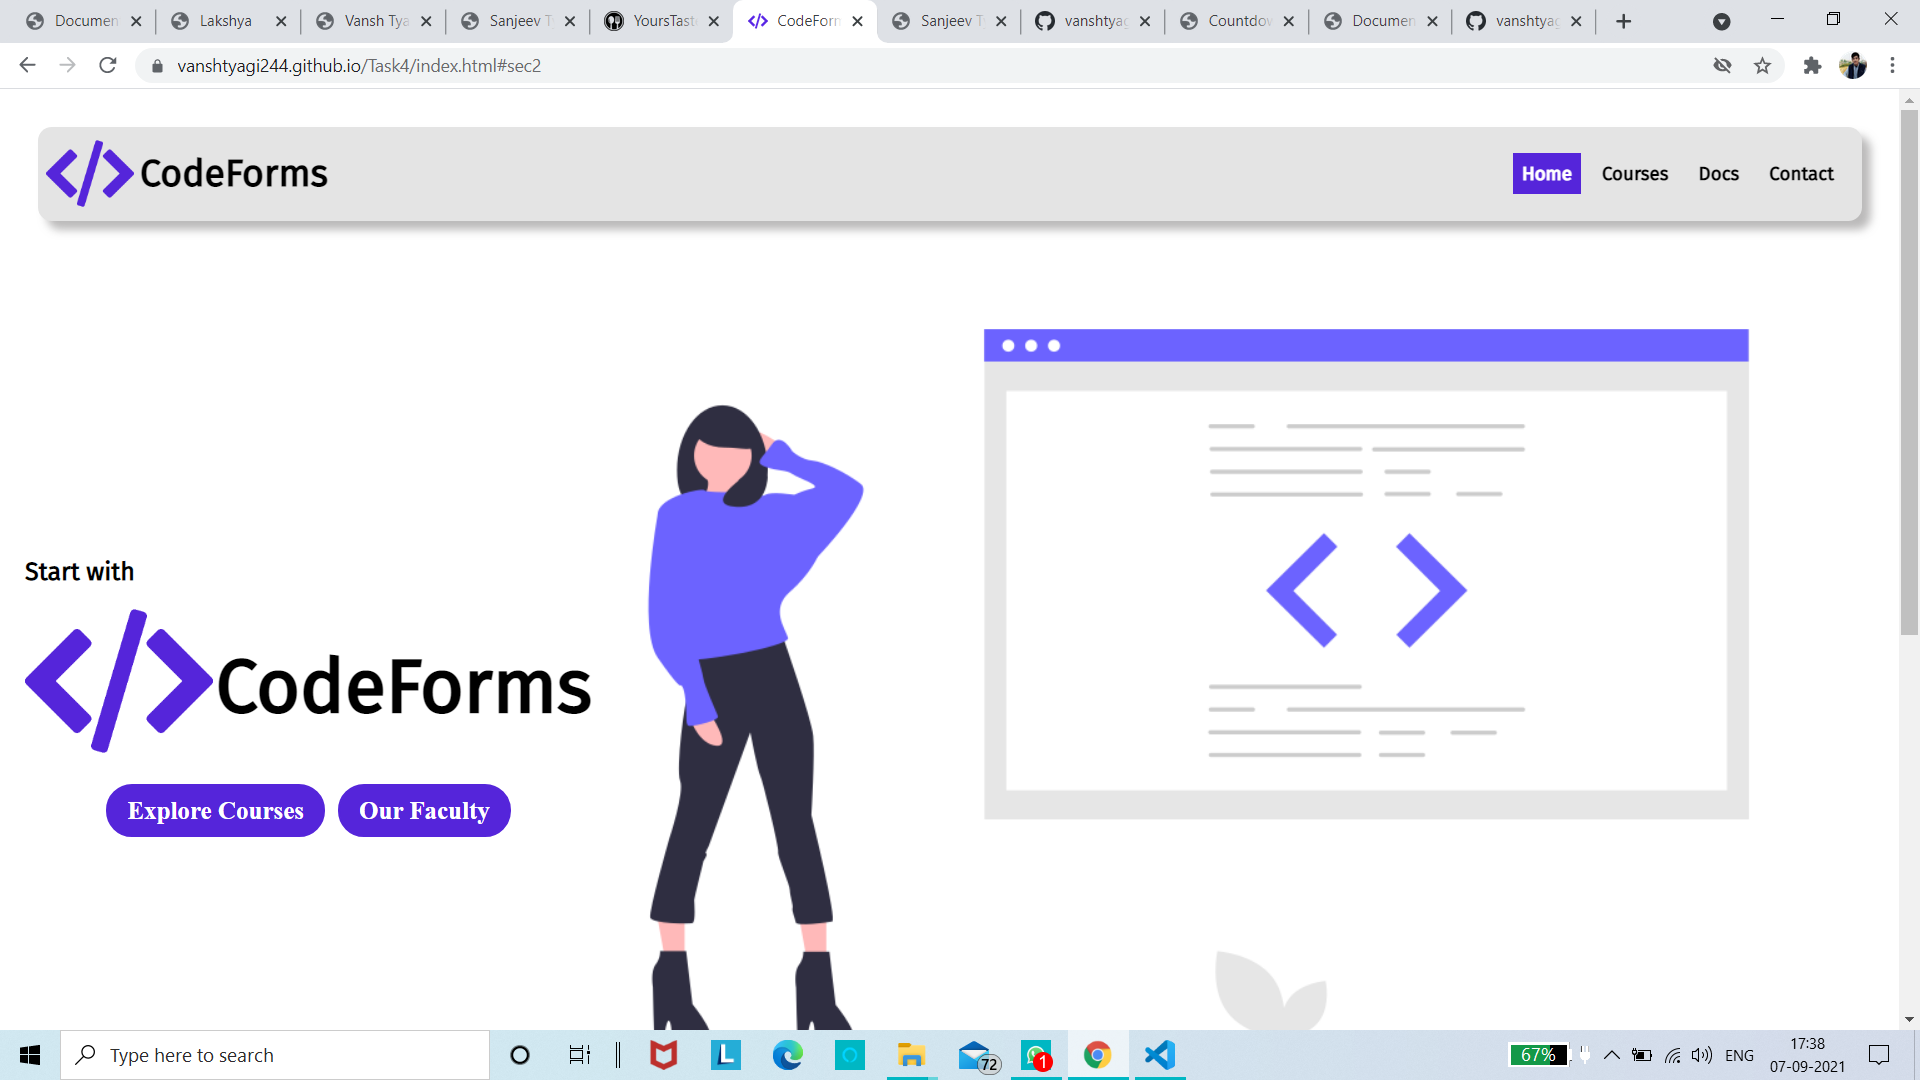 Documen
Lakshya
Vansh Tya
Sanjeev T
YoursTast
CodeForm
Sanjeev T
vanshtyag
Countdow
Documen
vanshtyag
vanshtyagi244.github.io/Task4/index.html#sec2
</> CodeForms
Home Courses Docs Contact
Start with
</> CodeForms
Explore Courses Our Faculty
< >
Type here to search
L
72
1
67%
ENG
17:38
07-09-2021